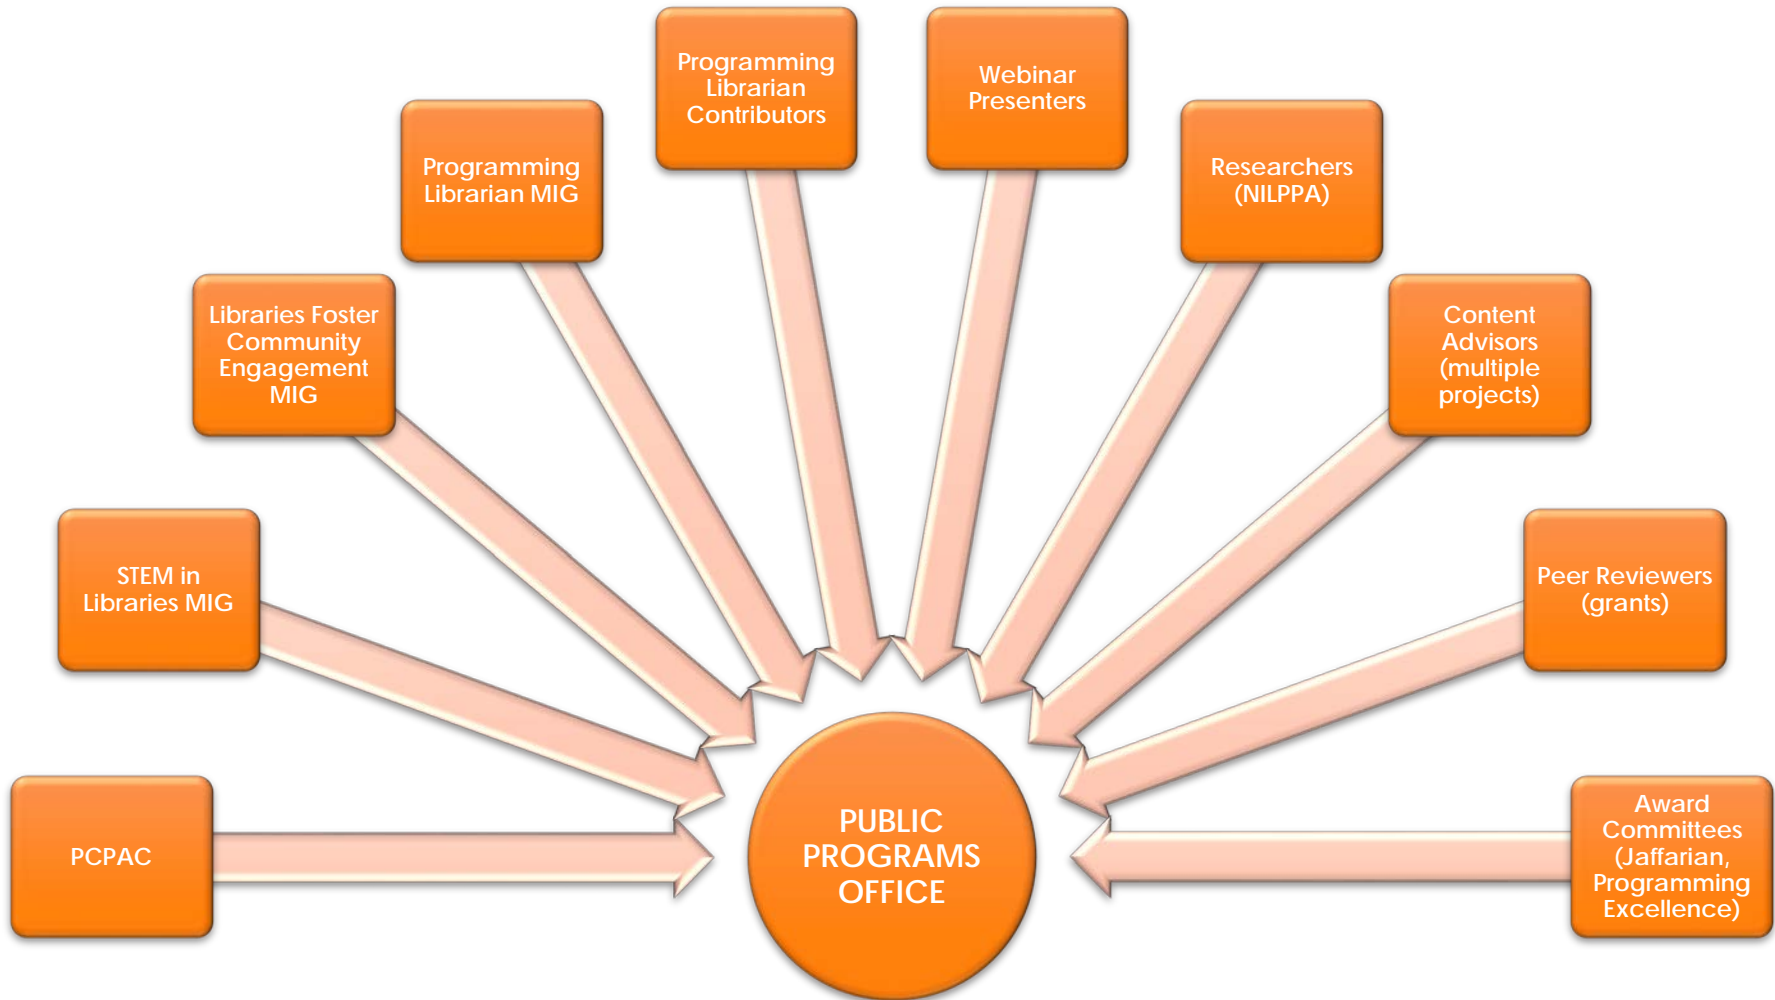 PCPAC
STEM in
Libraries MIG
Libraries Foster
Community
Engagement
MIG
Programming
Librarian MIG
Programming
Librarian
Contributors
Webinar
Presenters
Researchers
(NILPPA)
Content
Advisors
(multiple
projects)
Peer Reviewers
(grants)
Award
Committees
(Jaffarian,
Programming
Excellence)
PUBLIC
PROGRAMS
OFFICE